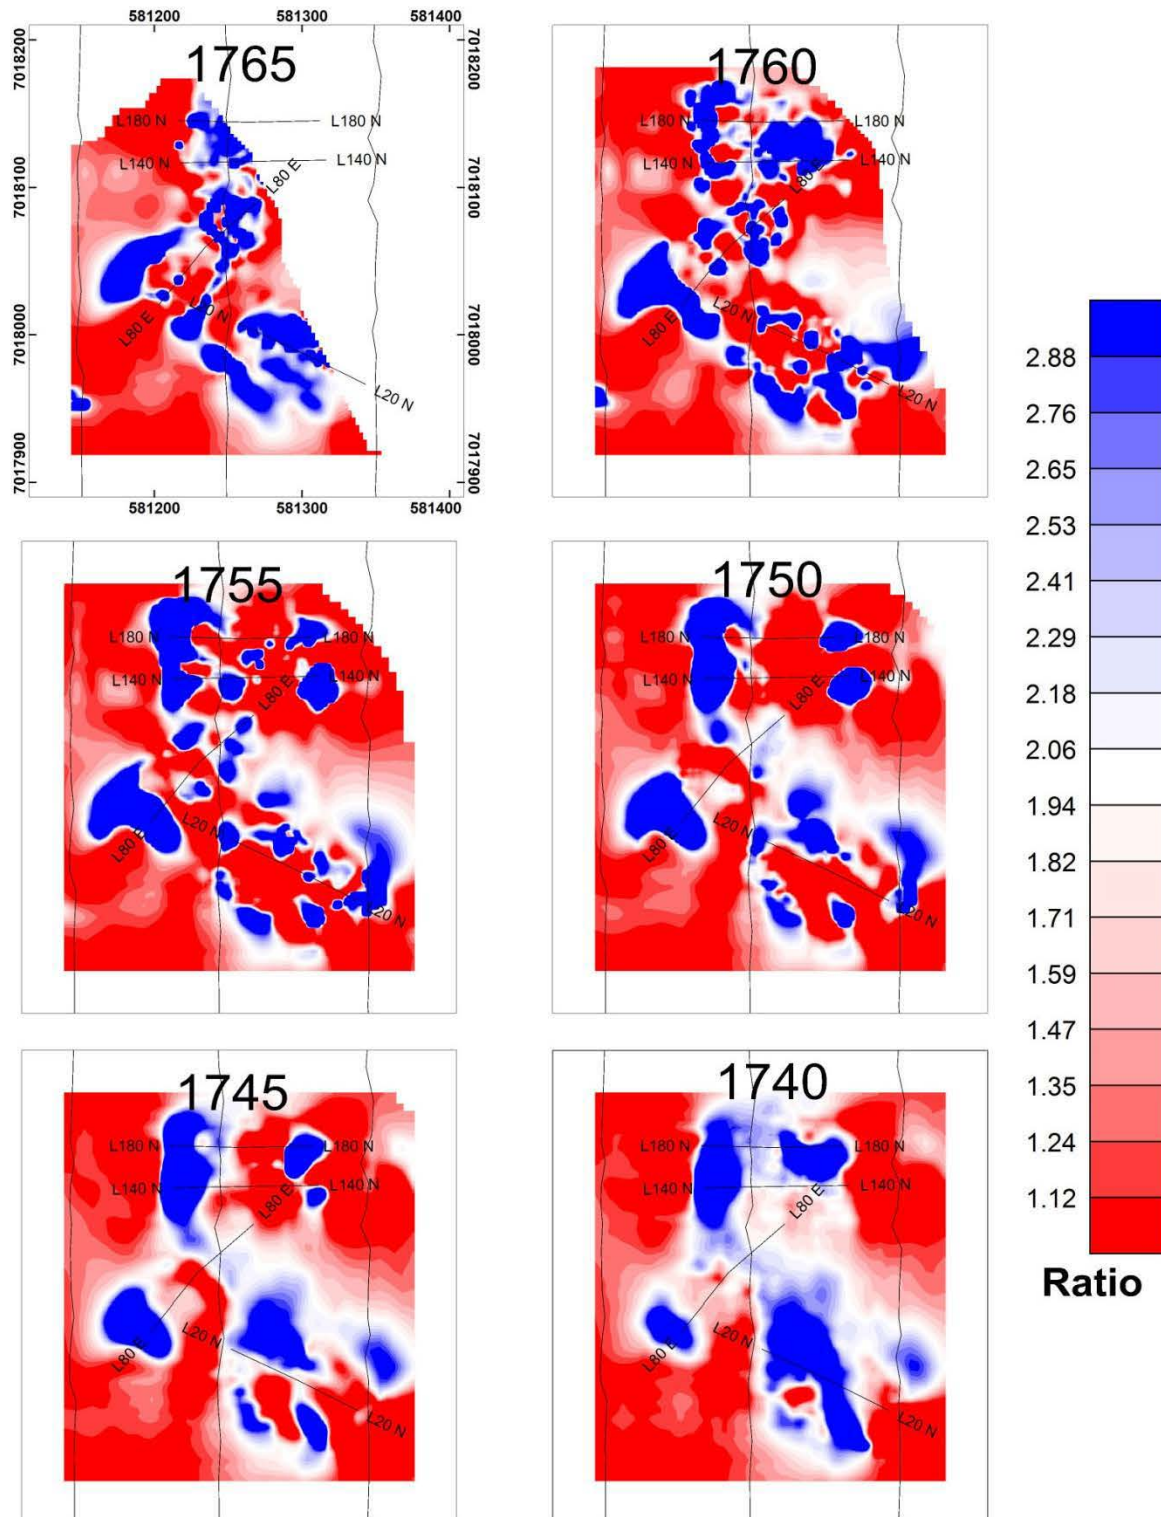 581200 581300 581400
7018200 7018200
1765
L180 N L180 N
L140 N L140 N
7018100 L80 E 7018100
L80 E L20 N
7018000 7018000
L20 N
7017900 7017900
581200 581300 581400
1760
L180 N L180 N
L140 N L140 N
L80 E
L20 N
L80 E
L20 N
1755
L180 N L180 N
L140 N L140 N
L80 E
L20 N
L80 E
L20 N
1750
L180 N L180 N
L140 N L140 N
L80 E
L20 N
L80 E
L20 N
1745
L180 N L180 N
L140 N L140 N
L80 E
L20 N
L80 E
L20 N
1740
L180 N L180 N
L140 N L140 N
L80 E
L20 N
L80 E
L20 N
2.88
2.76
2.65
2.53
2.41
2.29
2.18
2.06
1.94
1.82
1.71
1.59
1.47
1.35
1.24
1.12
Ratio